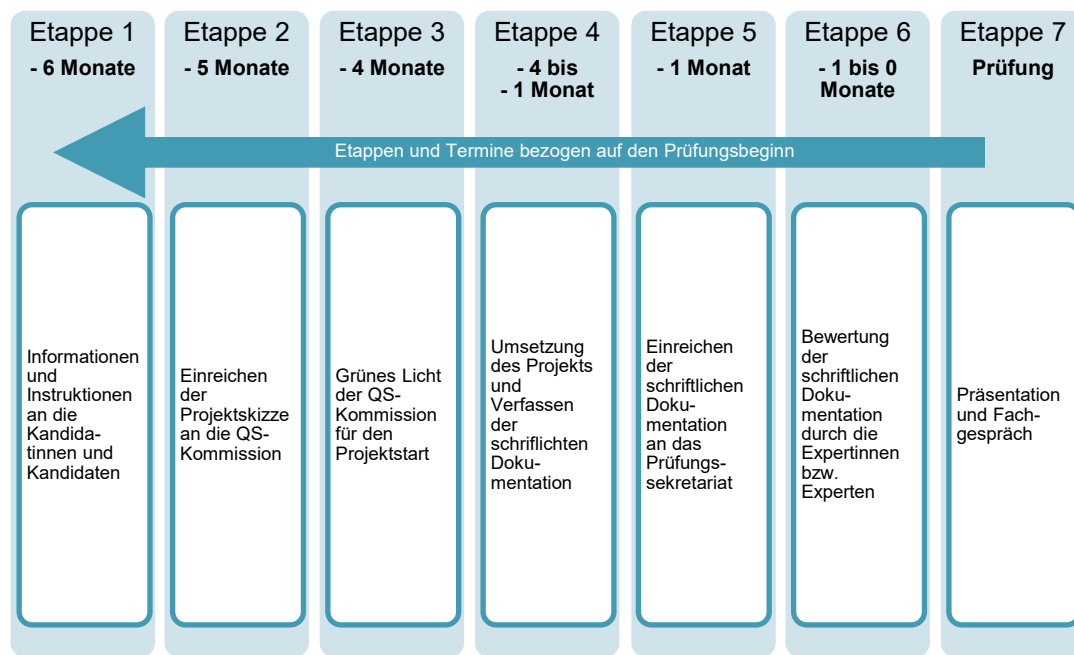 Etappe 1
- 6 Monate
Etappe 2
- 5 Monate
Etappe 3
- 4 Monate
Etappe 4
- 4 bis
- 1 Monat
Etappe 5
- 1 Monat
Etappe 6
- 1 bis 0
Monate
Etappe 7
Prüfung
Etappen und Termine bezogen auf den Prüfungsbeginn
Informationen
und
Instruktionen
an die
Kandida-
tinnen und
Kandidaten
Einreichen
der
Projektskizze
an die QS-
Kommission
Grünes Licht
der QS-
Kommission
für den
Projektstart
Umsetzung
des Projekts
und
Verfassen
der
schriflichten
Doku-
mentation
Einreichen
der
schriftlichen
Doku-
mentation
an das
Prüfungs-
sekretariat
Bewertung
der
schriftlichen
Doku-
mentation
durch die
Expertinnen
bzw.
Experten
Präsentation
und Fach-
gespräch